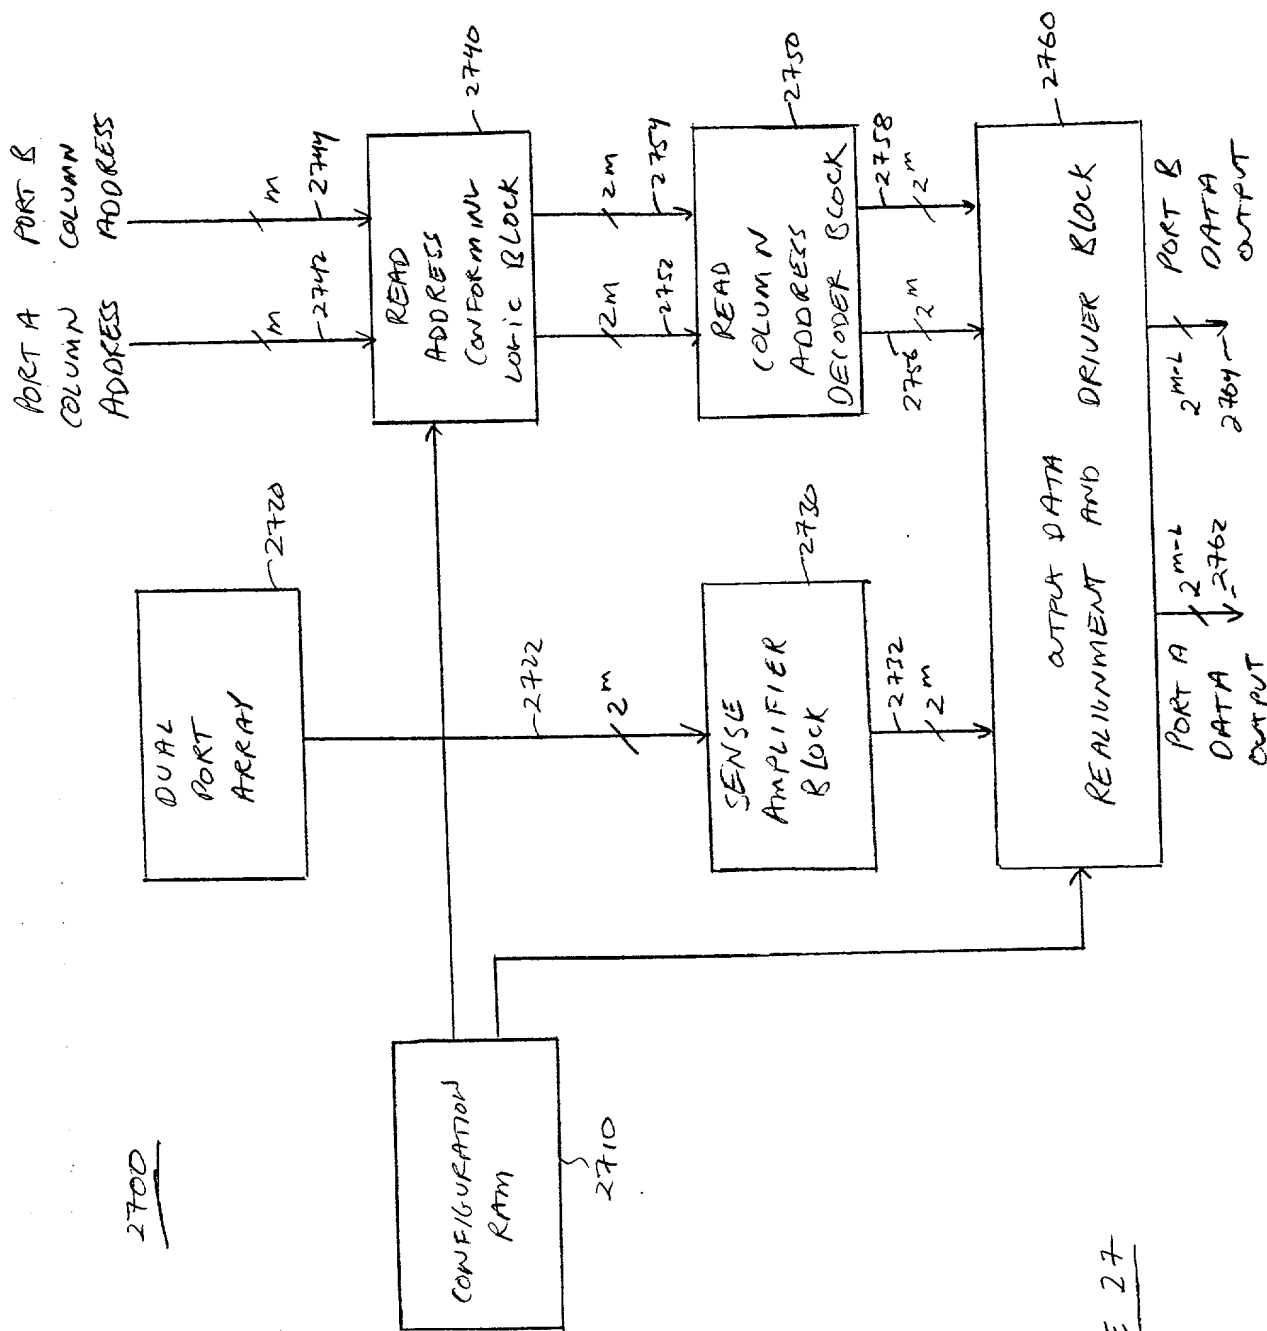 2700
PORT A
COLUMN
ADDRESS
PORT B
COLUMN
ADDRESS
m
2742
m
2744
READ
ADDRESS
CONFORMING
LOGIC BLOCK
2740
2m
2752
2m
2754
READ
COLUMN
ADDRESS
DECODER BLOCK
2750
2756
2^m
2758
2^m
DUAL
PORT
ARRAY
2720
2722
2^m
SENSE
AMPLIFIER
BLOCK
2730
2732
2^m
CONFIGURATION
RAM
2710
OUTPUT DATA
REALIGNMENT AND DRIVER BLOCK
2760
PORT A
DATA
OUTPUT
2762
PORT B
DATA
OUTPUT
2764
27